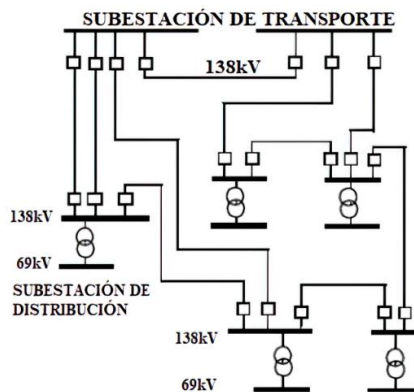 SUBESTACIÓN DE TRANSPORTE
138kV
138kV
69kV
SUBESTACIÓN DE
DISTRIBUCIÓN
138kV
69kV